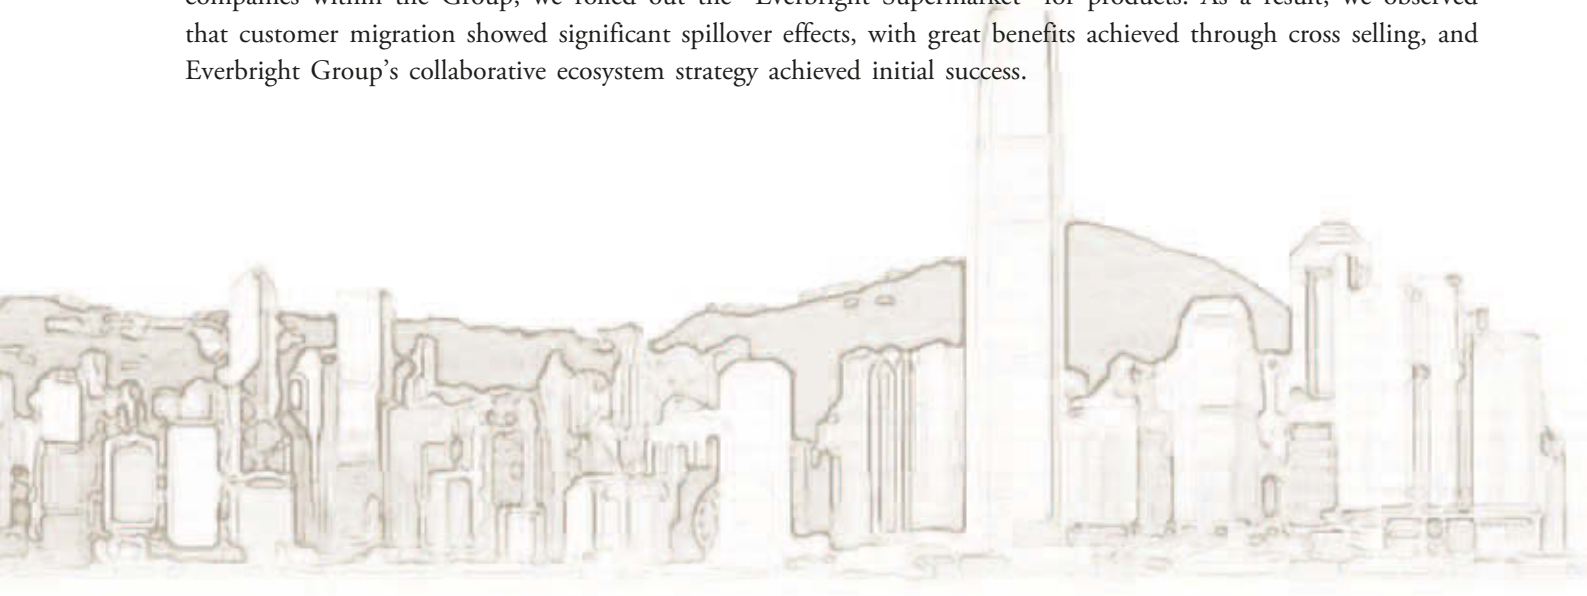 companies within the Group, we rolled out the “Everbright Supermarket” for products. As a result, we observed
that customer migration showed significant spillover effects, with great benefits achieved through cross selling, and
Everbright Group’s collaborative ecosystem strategy achieved initial success.